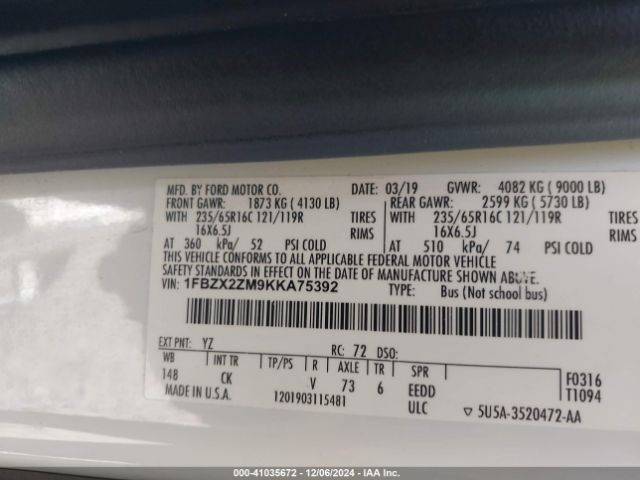 MFD. BY FORD MOTOR CO. 03/19 GVWR: 4082 KG ( 9000 LB)
FRONT GAWR: 1873 KG ( 4130 LB) REAR GAWR: 2599 KG ( 5730 LB)
WITH 235/65R16C 121/119R TIRES 235/65R16C 121/119R TIRES
16X6.5J RIMS 16X6.5J RIMS
AT 360 kPa/ 52 PSI COLD AT 510 kPa/ 74 PSI COLD
THIS VEHICLE CONFORMS TO ALL APPLICABLE FEDERAL MOTOR VEHICLE
SAFETY STANDARDS IN EFFECT ON THE DATE OF MANUFACTURE SHOWN ABOVE.
VIN: 1FBZX2ZM9KKA75392 TYPE: Bus (Not school bus)
EXT PNT: YZ RC: 72 DSO:
WB INT TR TP/PS R AXLE TR SPR F0316
148 CK V 73 6 EEDD T1094
MADE IN U.S.A. 1201903115481 ULC ▽ 5U5A-3520472-AA
000-41035672 - 12/06/2024 - IAA Inc.